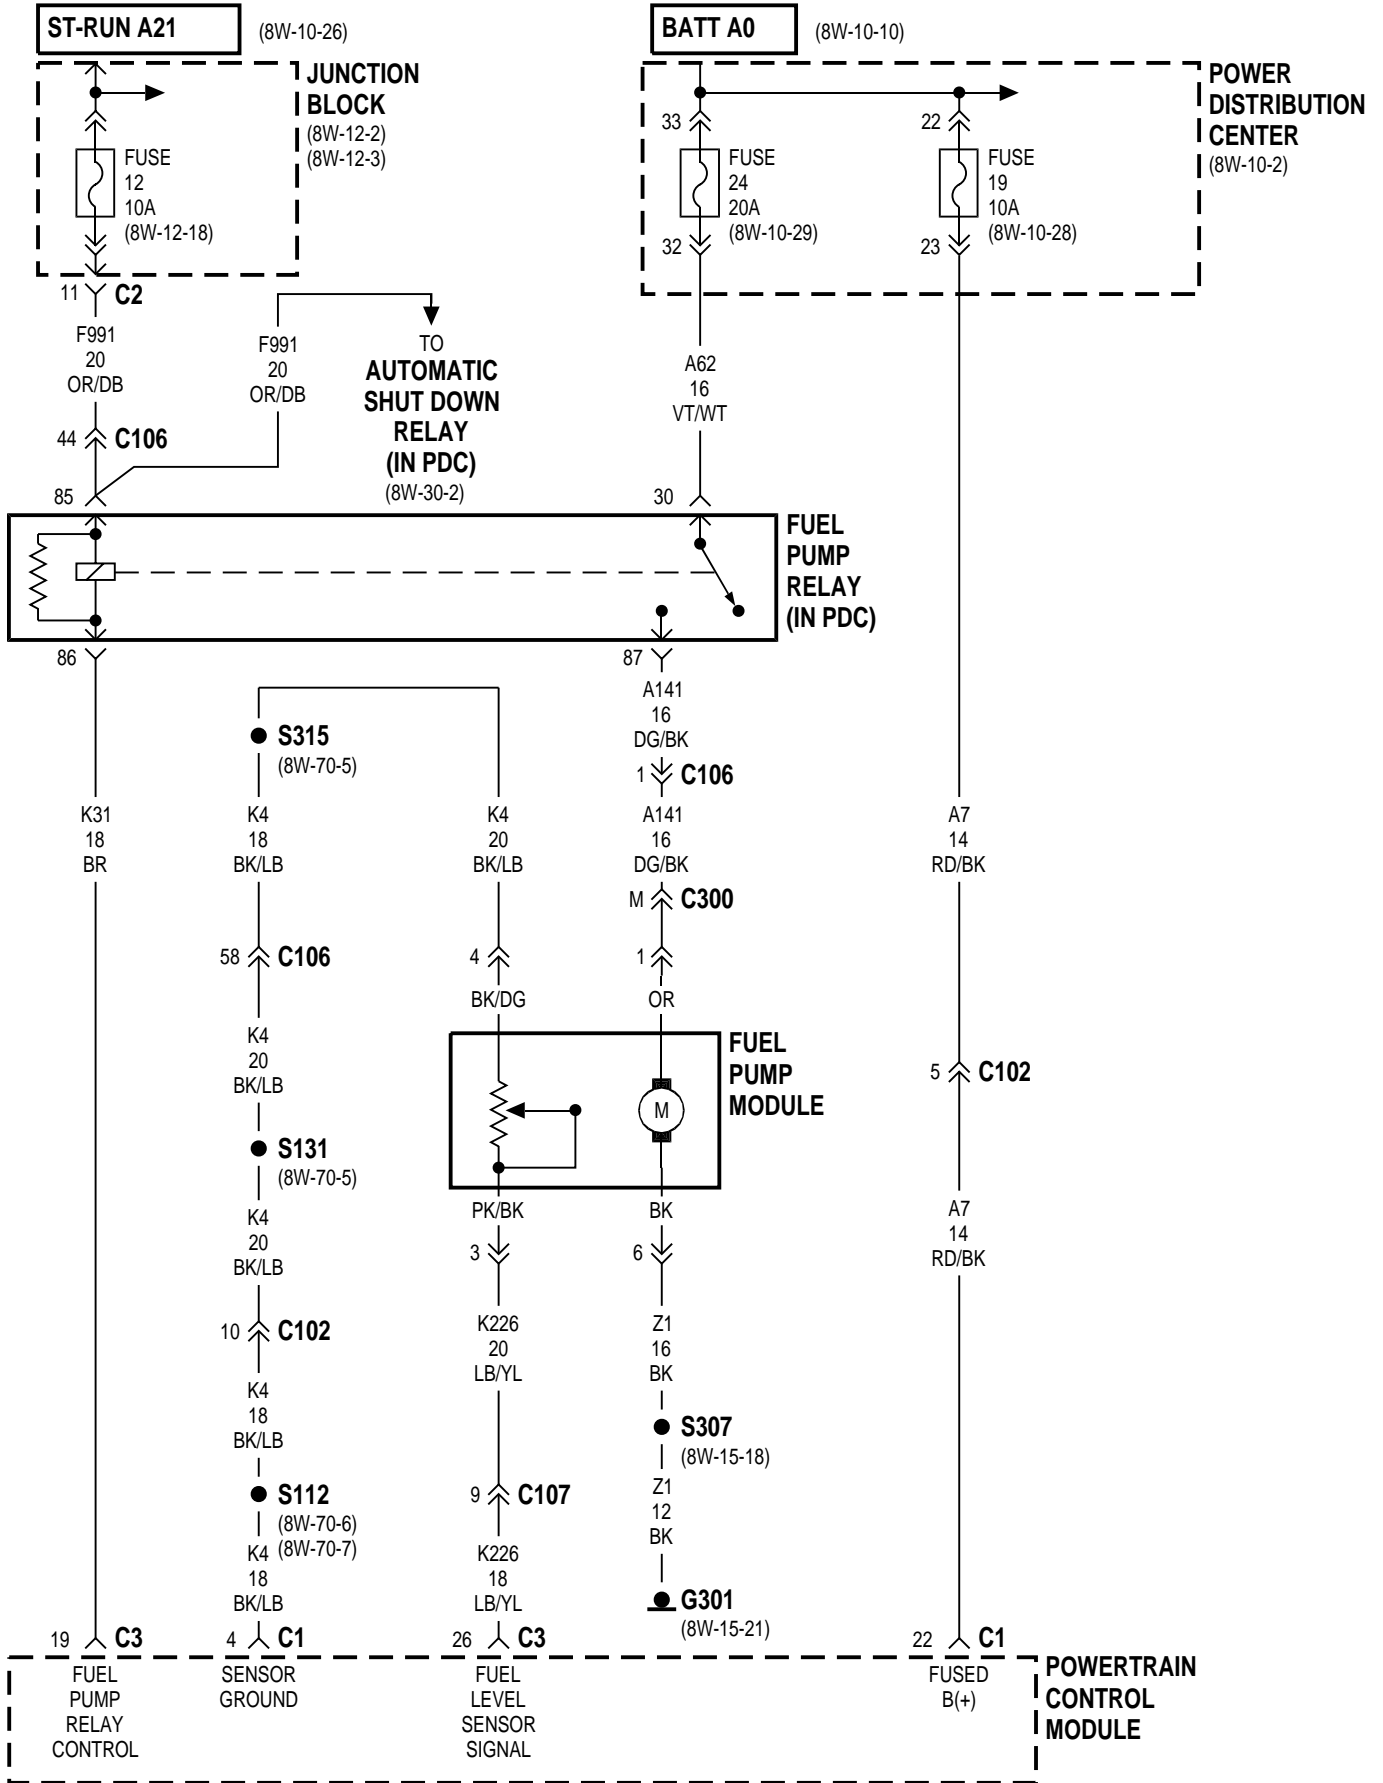 ST-RUN A21
(8W-10-26)
BATT A0
(8W-10-10)
JUNCTION
BLOCK
(8W-12-2)
(8W-12-3)
POWER
DISTRIBUTION
CENTER
(8W-10-2)
33
22
FUSE
12
10A
(8W-12-18)
FUSE
24
20A
(8W-10-29)
FUSE
19
10A
(8W-10-28)
32
23
11
C2
F991
20
OR/DB
F991
20
OR/DB
TO
AUTOMATIC
SHUT DOWN
RELAY
(IN PDC)
(8W-30-2)
A62
16
VT/WT
44
C106
85
30
FUEL
PUMP
RELAY
(IN PDC)
86
87
A141
16
DG/BK
S315
(8W-70-5)
1
C106
K31
18
BR
K4
18
BK/LB
K4
20
BK/LB
A141
16
DG/BK
A7
14
RD/BK
M
C300
58
C106
4
1
BK/DG
OR
K4
20
BK/LB
FUEL
PUMP
MODULE
M
5
C102
S131
(8W-70-5)
K4
20
BK/LB
PK/BK
BK
A7
14
RD/BK
3
6
10
C102
K226
20
LB/YL
Z1
16
BK
K4
18
BK/LB
S307
(8W-15-18)
S112
(8W-70-6)
(8W-70-7)
9
C107
Z1
12
BK
K4
18
BK/LB
K226
18
LB/YL
G301
(8W-15-21)
19
C3
4
C1
26
C3
22
C1
FUEL
PUMP
RELAY
CONTROL
SENSOR
GROUND
FUEL
LEVEL
SENSOR
SIGNAL
FUSED
B(+)
POWERTRAIN
CONTROL
MODULE